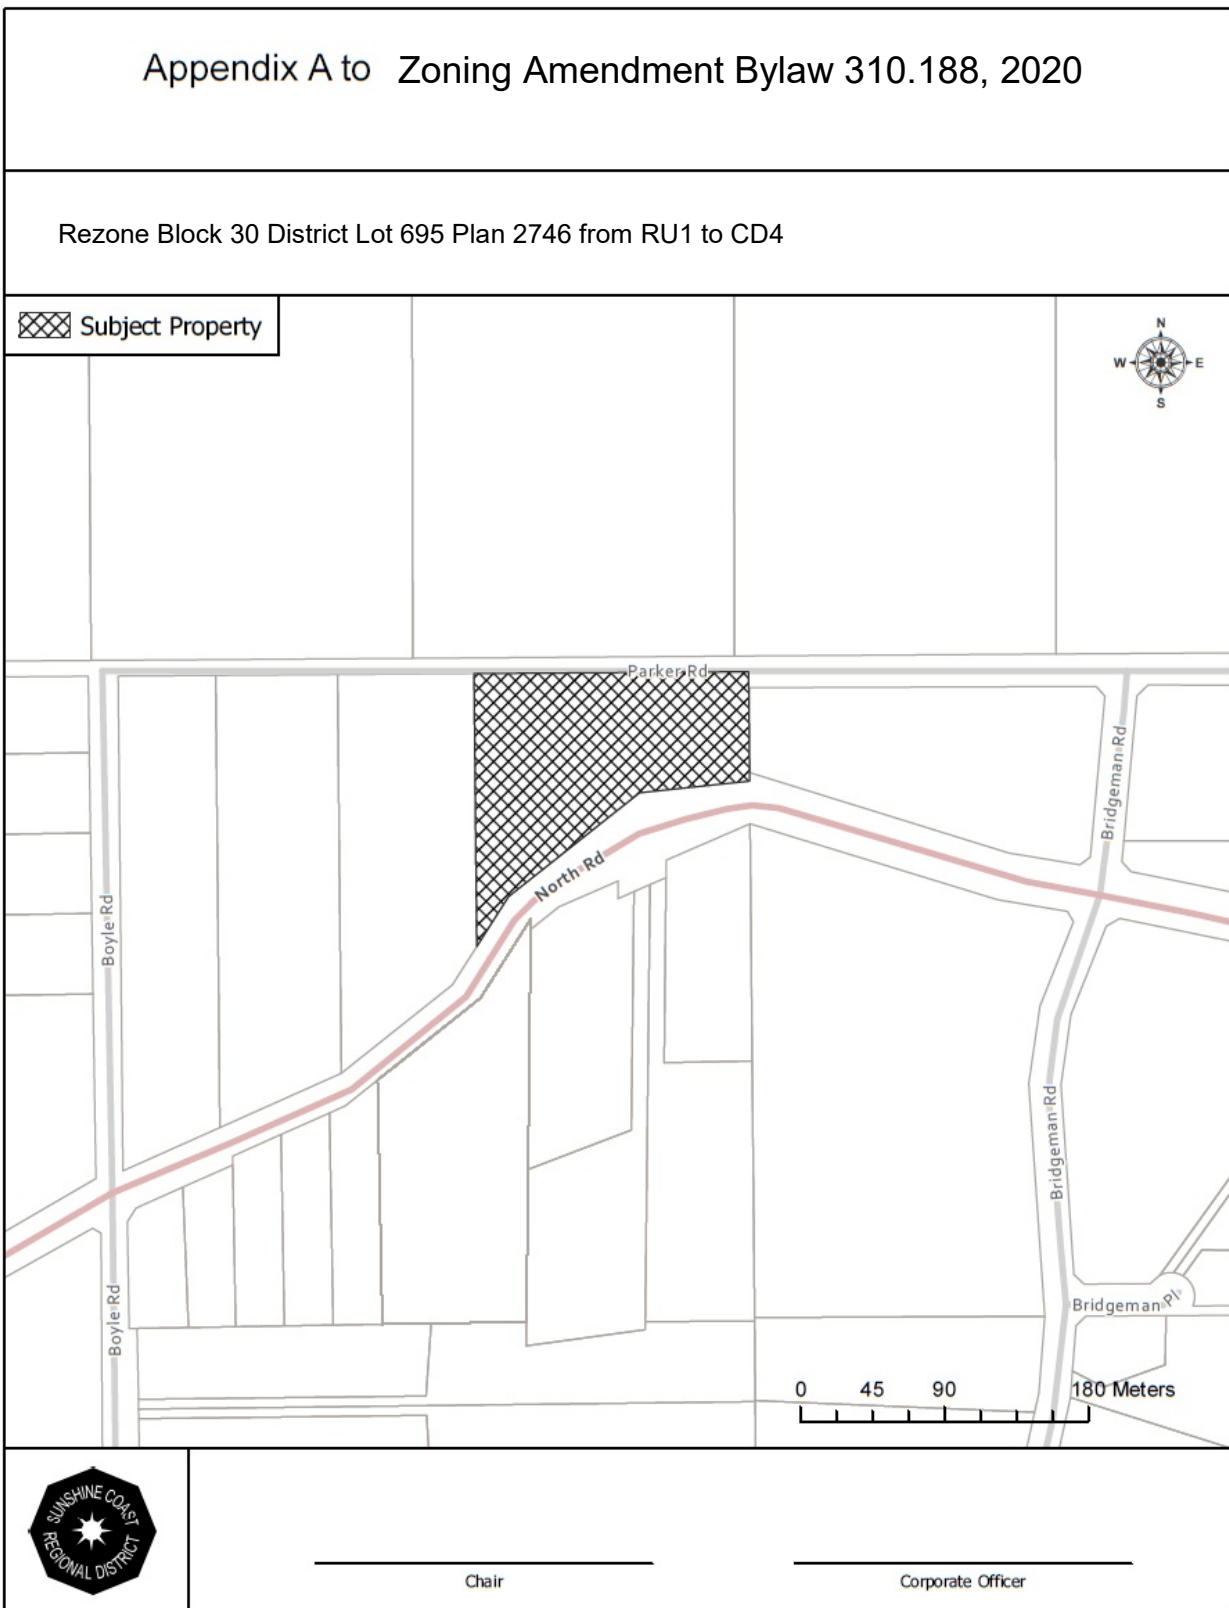 Appendix A to Zoning Amendment Bylaw 310.188, 2020
Rezone Block 30 District Lot 695 Plan 2746 from RU1 to CD4
Subject Property
N
W E
S
Parker Rd
Bridgeman Rd
North Rd
Boyle Rd
Bridgeman Rd
Boyle Rd
Bridgeman Pl
0 45 90 180 Meters
SUNSHINE COAST
REGIONAL DISTRICT
Chair
Corporate Officer